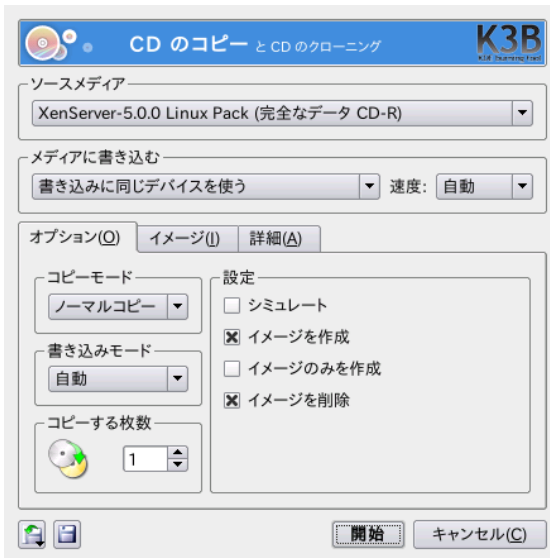 CD のコピー と CD のクローニング
K3B
ソースメディア
XenServer-5.0.0 Linux Pack (完全なデータ CD-R)
メディアに書き込む
書き込みに同じデバイスを使う 速度: 自動
オプション(O) イメージ(I) 詳細(A)
コピーモード
ノーマルコピー
書き込みモード
自動
コピーする枚数
1
設定
シミュレート
イメージを作成
イメージのみを作成
イメージを削除
開始 キャンセル(C)